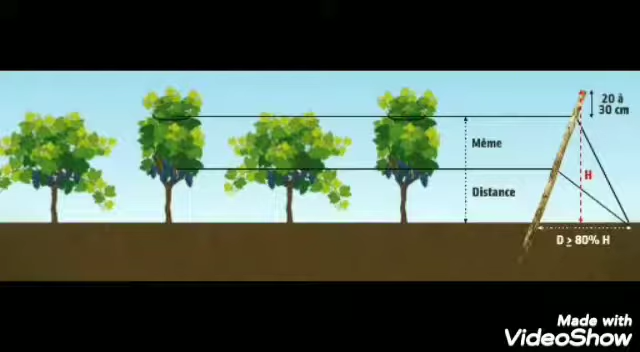 20 à
30 cm
Même
H
Distance
D ≥ 80% H
Made with
VideoShow